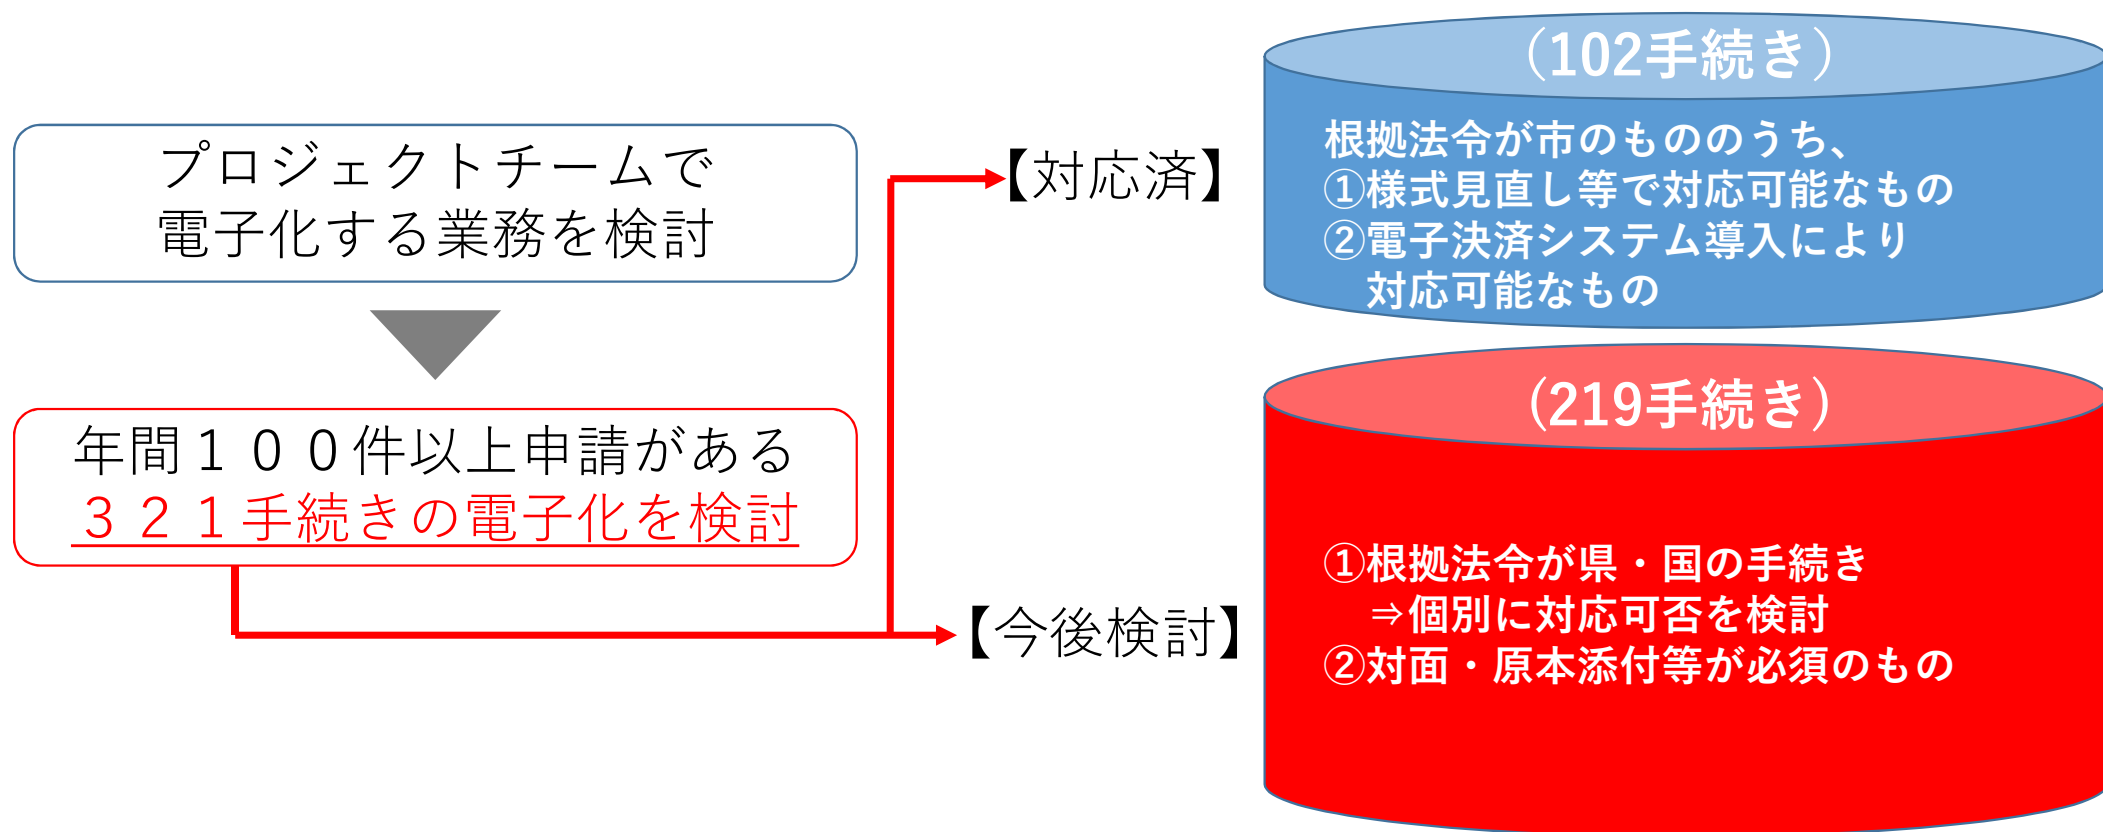 プロジェクトチームで
電子化する業務を検討
年間１００件以上申請がある
３２１手続きの電子化を検討
【対応済】
（102手続き）
根拠法令が市のもののうち、
①様式見直し等で対応可能なもの
②電子決済システム導入により
対応可能なもの
【今後検討】
（219手続き）
①根拠法令が県・国の手続き
⇒個別に対応可否を検討
②対面・原本添付等が必須のもの